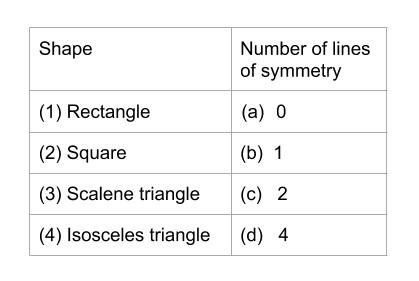 Shape
Number of lines
of symmetry
(1) Rectangle
(a) 0
(2) Square
(b) 1
(3) Scalene triangle
(c) 2
(4) Isosceles triangle
(d) 4